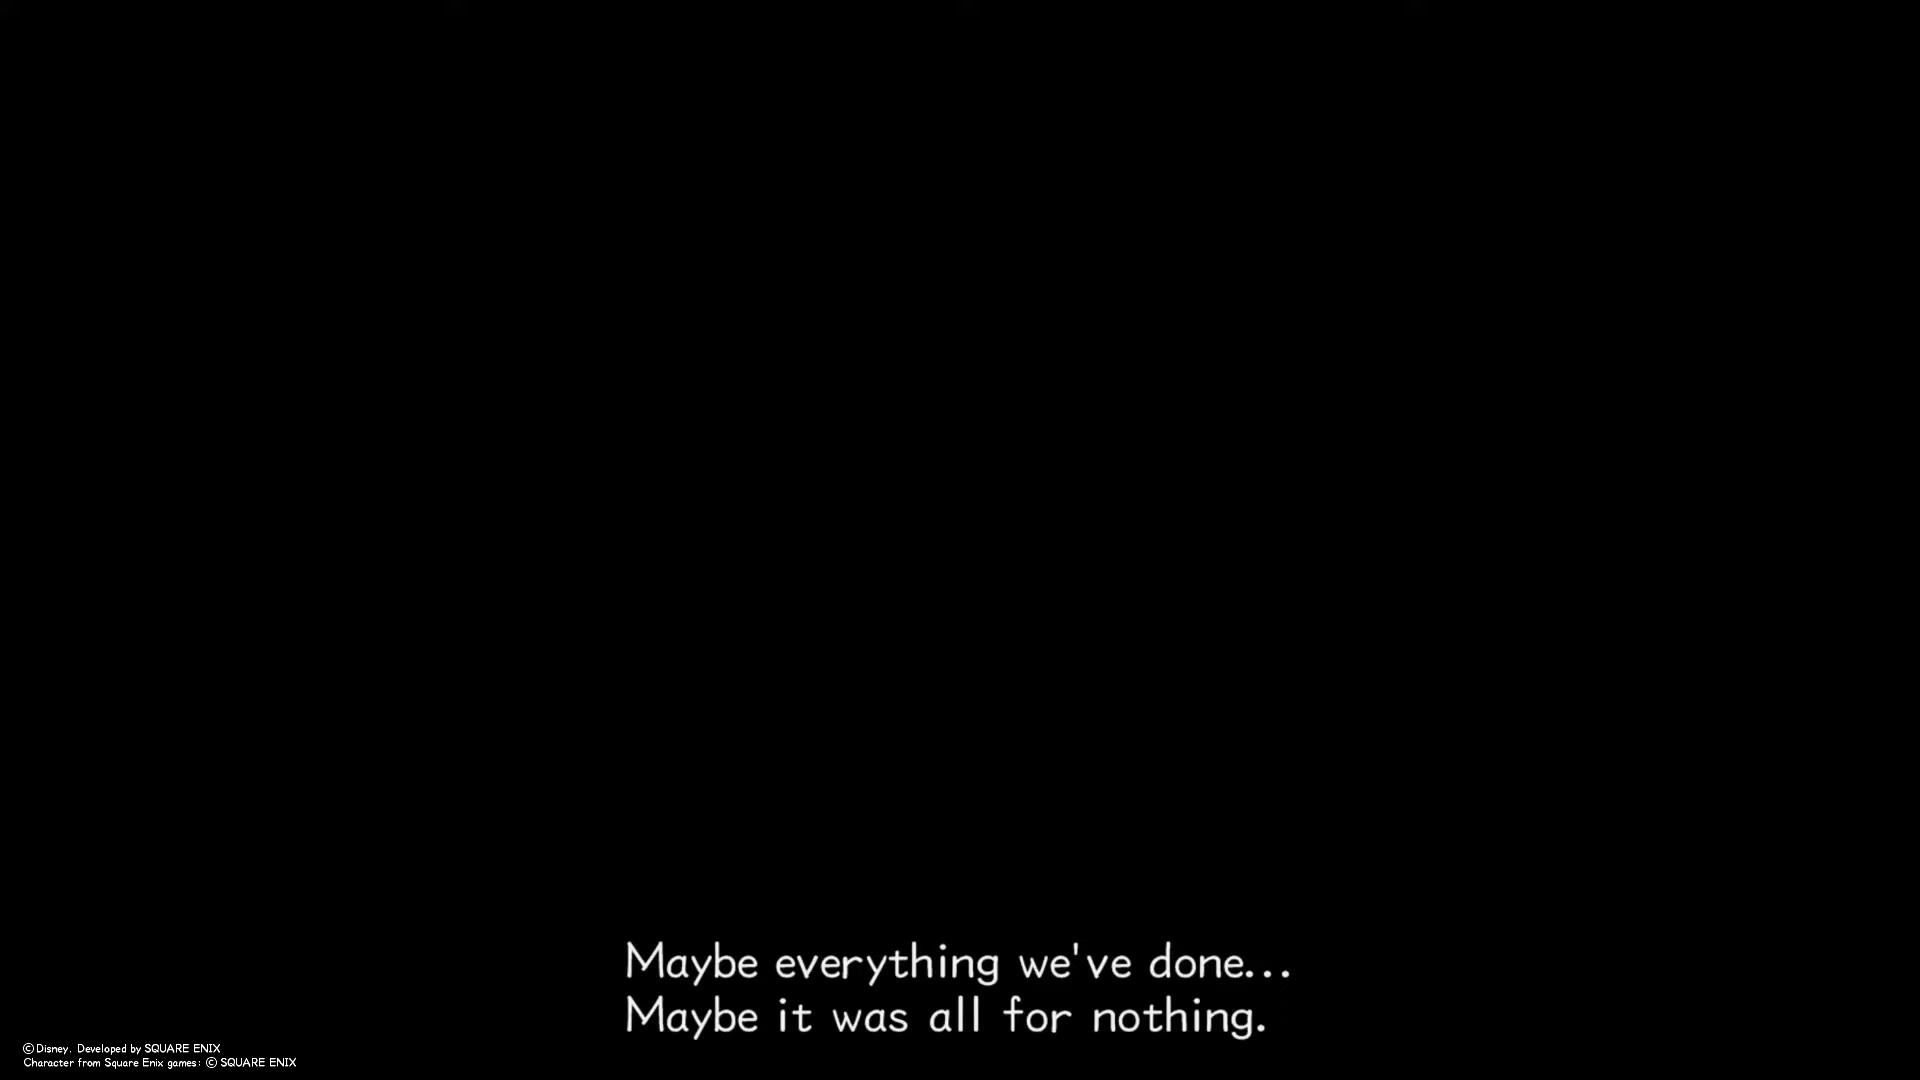 Maybe everything we've done...
Maybe it was all for nothing.
©Disney. Developed by SQUARE ENIX
Character from Square Enix games: © SQUARE ENIX